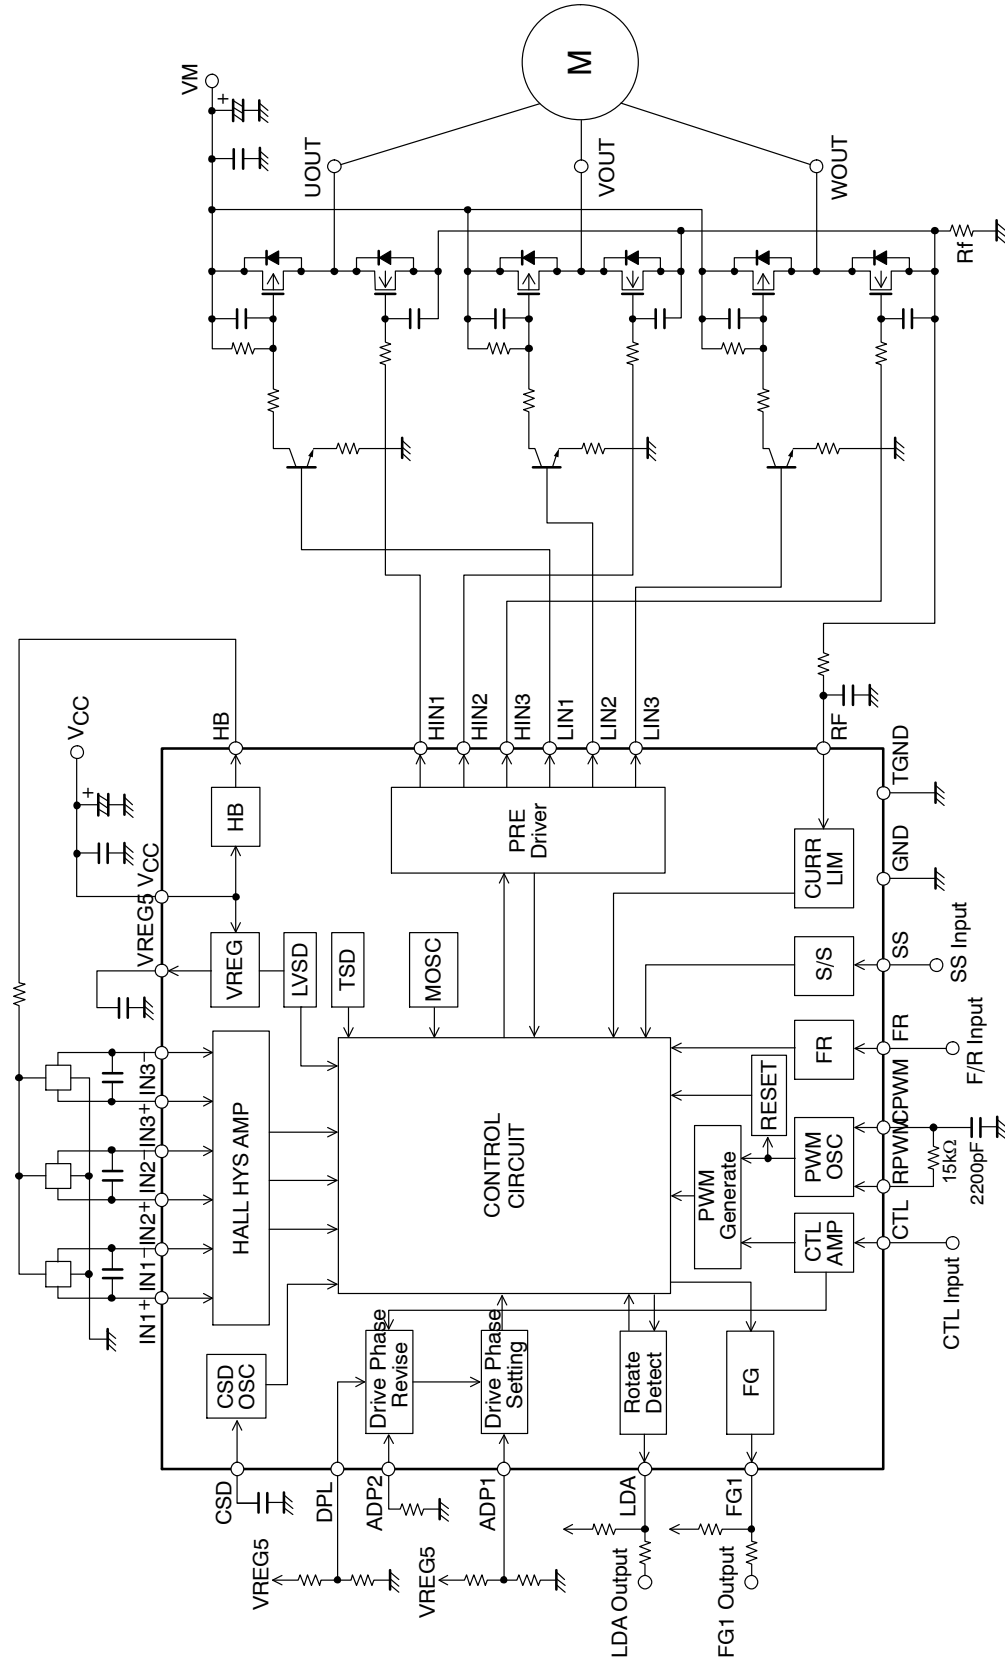 VREG5
VREG5
LDA Output
FG1 Output
CSD
DPL
ADP2
ADP1
LDA
FG1
CSD
OSC
Drive Phase
Revise
Drive Phase
Setting
Rotate
Detect
FG
IN1+
IN1-
IN2+
IN2-
IN3+
IN3-
VREG5
VCC
VCC
HALL HYS AMP
VREG
LVSD
TSD
MOSC
HB
HB
CONTROL
CIRCUIT
PRE
Driver
PWM
Generate
RESET
CTL
AMP
PWM
OSC
FR
S/S
CURR
LIM
CTL
RPWM
CPWM
FR
SS
GND
TGND
RF
CTL Input
15kΩ
2200pF
F/R Input
SS Input
HIN1
HIN2
HIN3
LIN1
LIN2
LIN3
VM
+
+
UOUT
VOUT
WOUT
Rf
M